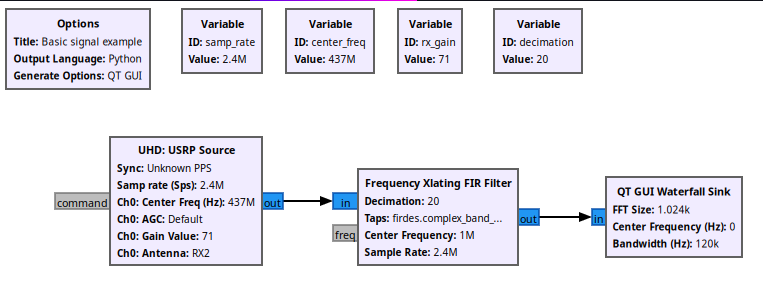 Options
Title: Basic signal example
Output Language: Python
Generate Options: QT GUI
Variable
ID: samp_rate
Value: 2.4M
Variable
ID: center_freq
Value: 437M
Variable
ID: rx_gain
Value: 71
Variable
ID: decimation
Value: 20
UHD: USRP Source
Sync: Unknown PPS
Samp rate (Sps): 2.4M
Ch0: Center Freq (Hz): 437M
Ch0: AGC: Default
Ch0: Gain Value: 71
Ch0: Antenna: RX2
command
out
Frequency Xlating FIR Filter
Decimation: 20
Taps: firdes.complex_band_...
Center Frequency: 1M
Sample Rate: 2.4M
in
freq
out
QT GUI Waterfall Sink
FFT Size: 1.024k
Center Frequency (Hz): 0
Bandwidth (Hz): 120k
in